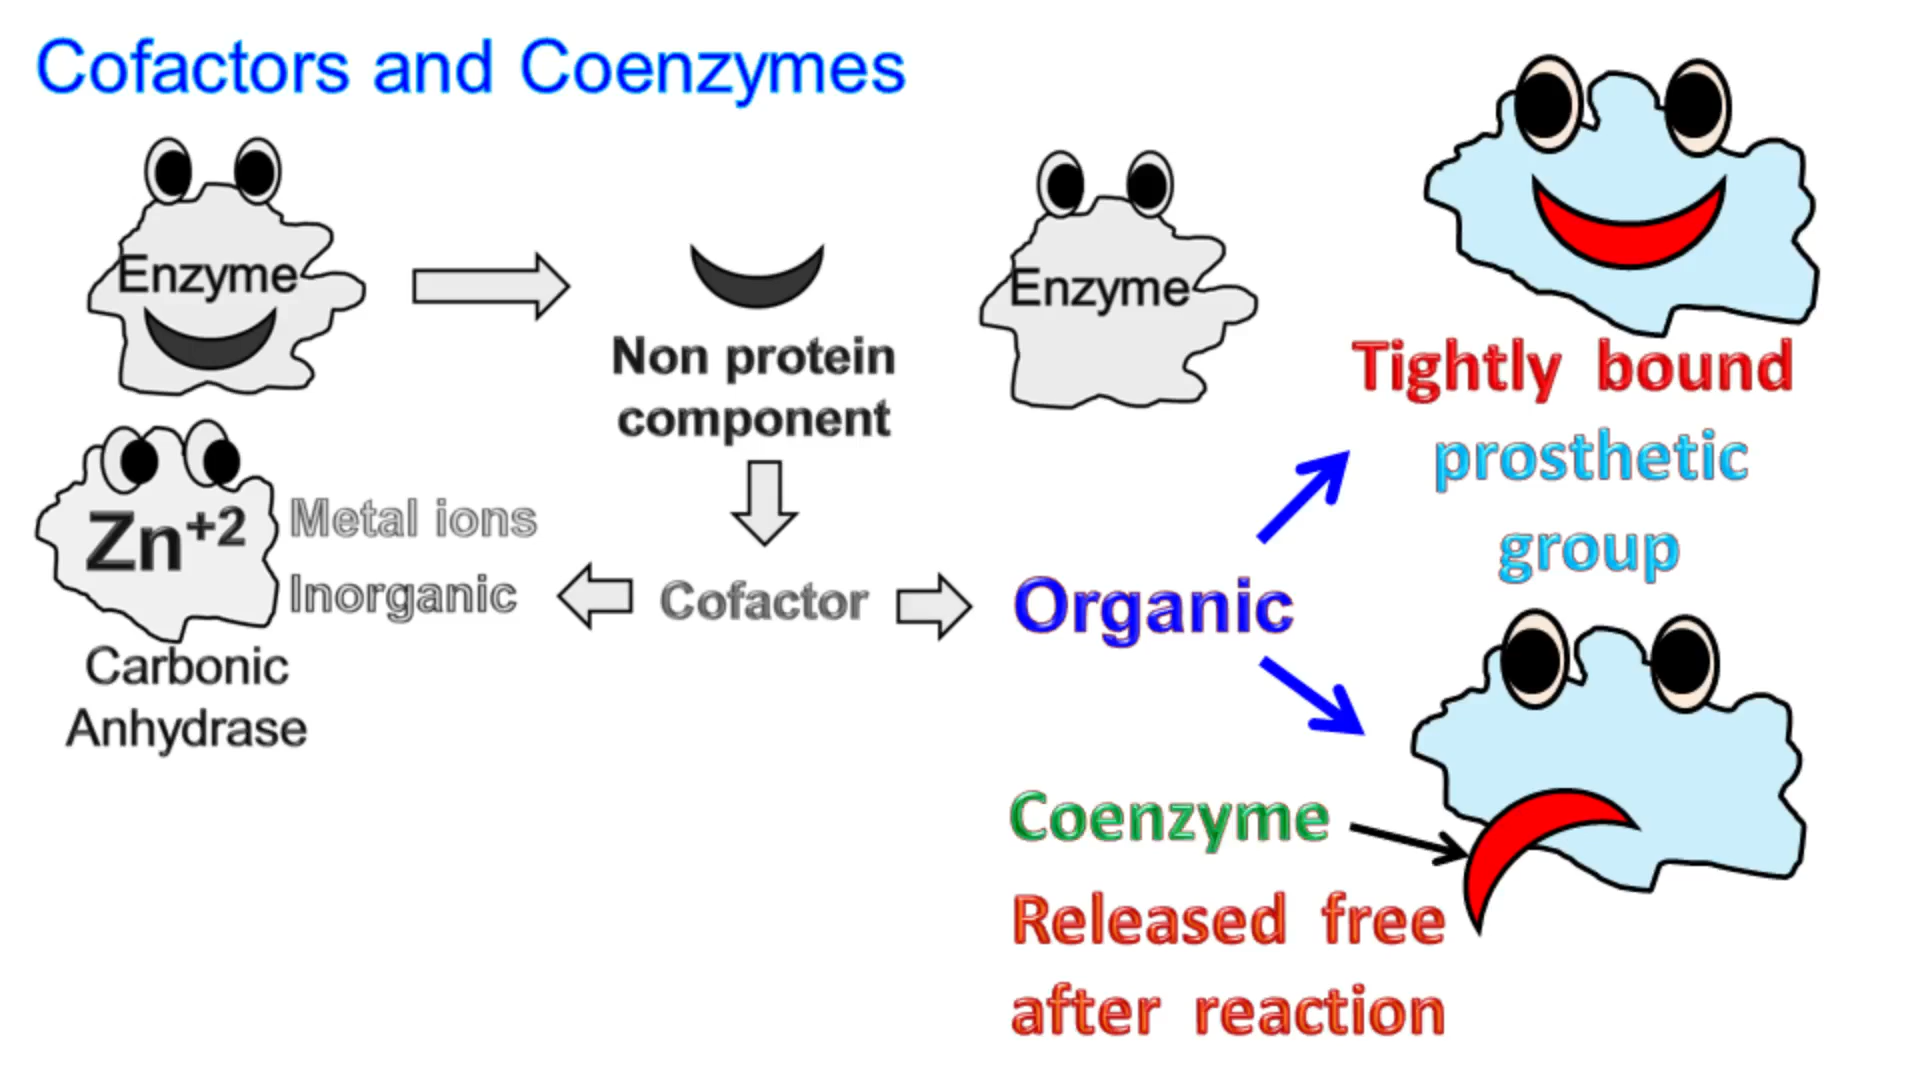 Cofactors and Coenzymes
Enzyme
Non protein
component
Enzyme
Tightly bound
prosthetic
group
Zn+2
Metal ions
Inorganic
Cofactor
Organic
Carbonic
Anhydrase
Coenzyme
Released free
after reaction